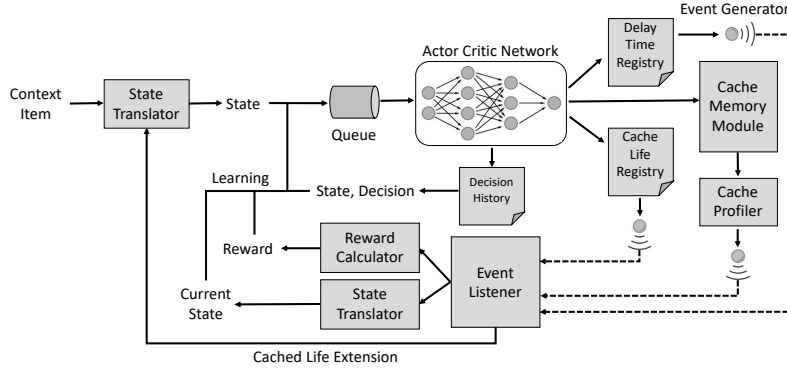 Event Generator
Delay
Time
Registry
Actor Critic Network
Context
Item
State
Translator
State
Queue
Cache
Memory
Module
Cache
Life
Registry
Learning
State, Decision
Decision
History
Cache
Profiler
Reward
Reward
Calculator
Event
Listener
Current
State
State
Translator
Cached Life Extension